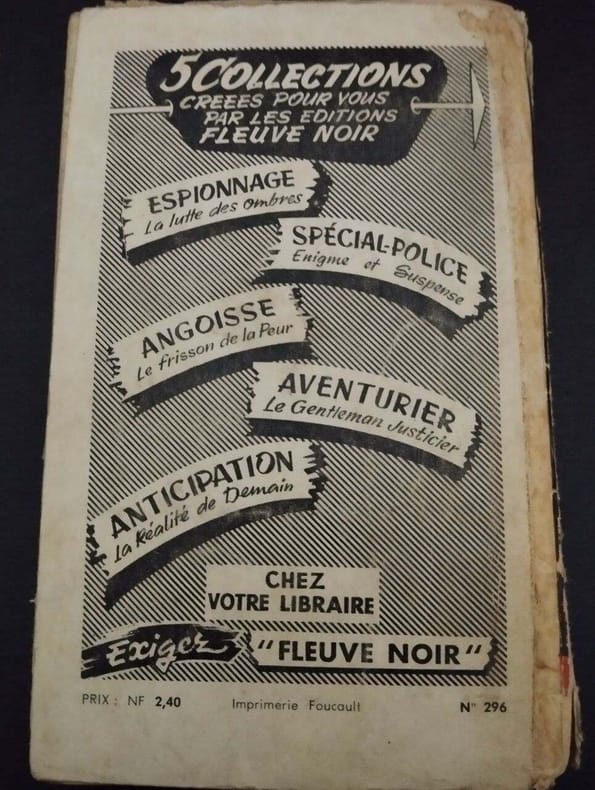 5 COLLECTIONS
CREEES POUR VOUS
PAR LES EDITIONS
FLEUVE NOIR
ESPIONNAGE
La lutte des ombres
SPÉCIAL-POLICE
Enigme et Suspense
ANGOISSE
Le frisson de la Peur
AVENTURIER
Le Gentleman Justicier
ANTICIPATION
La Réalité de Demain
CHEZ
VOTRE LIBRAIRE
Exigez "FLEUVE NOIR"
PRIX : NF 2,40 Imprimerie Foucault N° 296